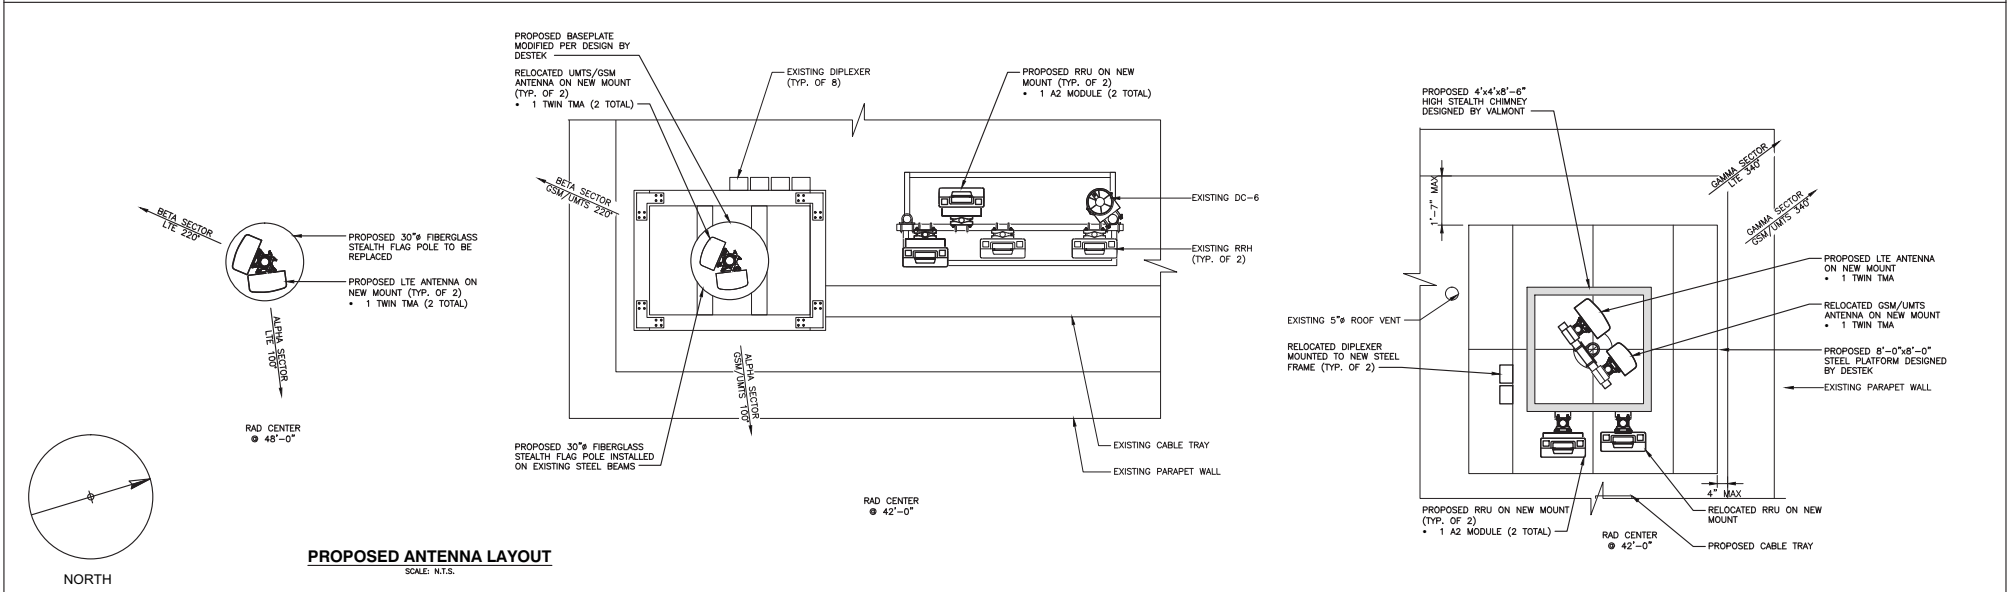 BETA SECTOR
LTE 220°
PROPOSED 30"ø FIBERGLASS
STEALTH FLAG POLE TO BE
REPLACED
PROPOSED LTE ANTENNA ON
NEW MOUNT (TYP. OF 2)
• 1 TWIN TMA (2 TOTAL)
ALPHA SECTOR
LTE 100°
RAD CENTER
@ 48'-0"
NORTH
PROPOSED ANTENNA LAYOUT
SCALE: N.T.S.
PROPOSED BASEPLATE
MODIFIED PER DESIGN BY
DESTEK
RELOCATED UMTS/GSM
ANTENNA ON NEW MOUNT
(TYP. OF 2)
• 1 TWIN TMA (2 TOTAL)
EXISTING DIPLEXER
(TYP. OF 8)
PROPOSED RRU ON NEW
MOUNT (TYP. OF 2)
• 1 A2 MODULE (2 TOTAL)
BETA SECTOR
GSM/UMTS 220°
EXISTING DC-6
EXISTING RRH
(TYP. OF 2)
ALPHA SECTOR
GSM/UMTS 100°
PROPOSED 30"ø FIBERGLASS
STEALTH FLAG POLE INSTALLED
ON EXISTING STEEL BEAMS
EXISTING CABLE TRAY
EXISTING PARAPET WALL
RAD CENTER
@ 42'-0"
PROPOSED 4'x4'x8'-6"
HIGH STEALTH CHIMNEY
DESIGNED BY VALMONT
GAMMA SECTOR
LTE 340°
GAMMA SECTOR
GSM/UMTS 340°
1'-7" MAX
PROPOSED LTE ANTENNA
ON NEW MOUNT
• 1 TWIN TMA
RELOCATED GSM/UMTS
ANTENNA ON NEW MOUNT
• 1 TWIN TMA
EXISTING 5"ø ROOF VENT
RELOCATED DIPLEXER
MOUNTED TO NEW STEEL
FRAME (TYP. OF 2)
PROPOSED 8'-0"x8'-0"
STEEL PLATFORM DESIGNED
BY DESTEK
EXISTING PARAPET WALL
4" MAX
PROPOSED RRU ON NEW MOUNT
(TYP. OF 2)
• 1 A2 MODULE (2 TOTAL)
RELOCATED RRU ON NEW
MOUNT
RAD CENTER
@ 42'-0"
PROPOSED CABLE TRAY